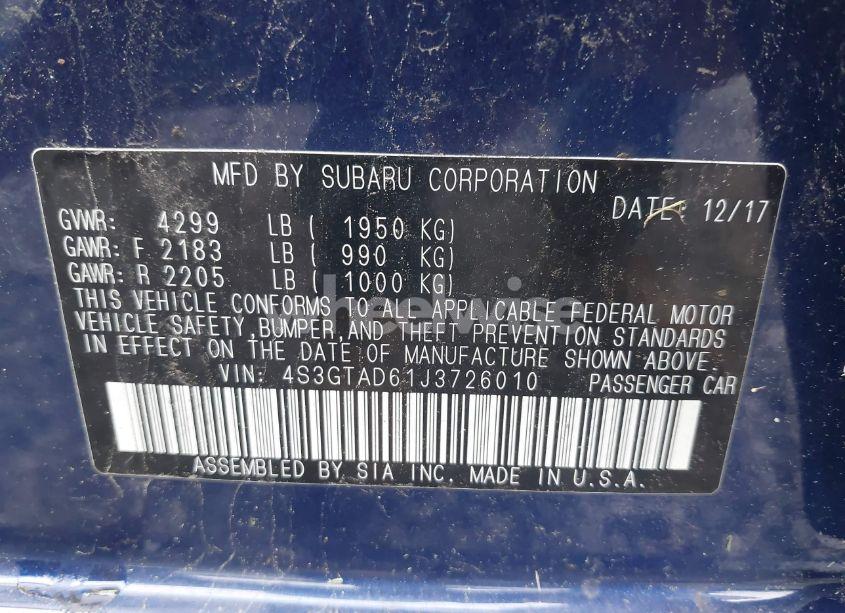 MFD BY SUBARU CORPORATION
DATE: 12/17
GVWR: 4299 LB ( 1950 KG)
GAWR: F 2183 LB ( 990 KG)
GAWR: R 2205 LB ( 1000 KG)
THIS VEHICLE CONFORMS TO ALL APPLICABLE FEDERAL MOTOR
VEHICLE SAFETY, BUMPER, AND THEFT PREVENTION STANDARDS
IN EFFECT ON THE DATE OF MANUFACTURE SHOWN ABOVE.
VIN: 4S3GTAD61J3726010 PASSENGER CAR
ASSEMBLED BY SIA INC. MADE IN U.S.A.